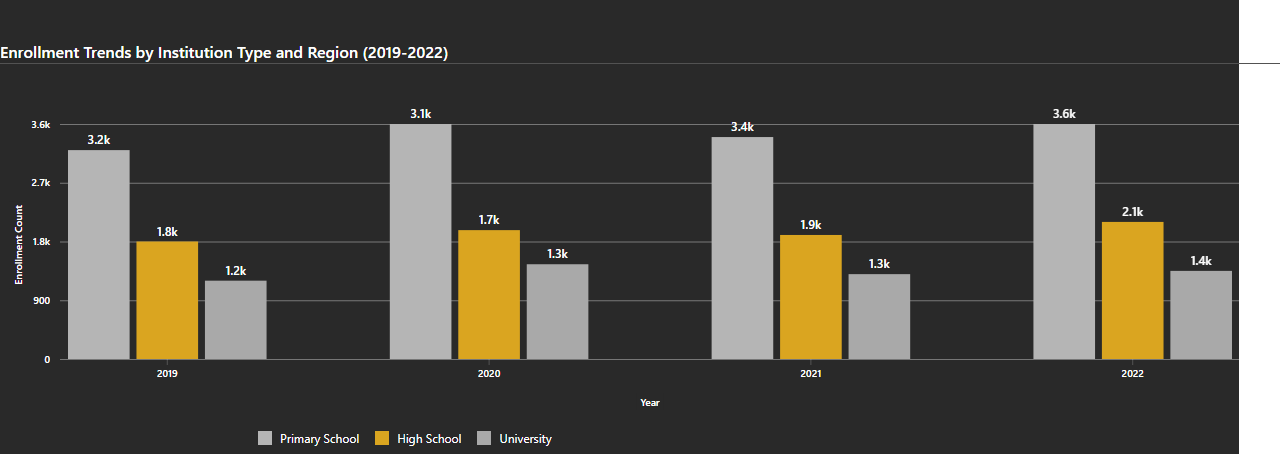 Enrollment Trends by Institution Type and Region (2019-2022)
3.6k
2.7k
1.8k
900
0
Enrollment Count
3.2k
1.8k
1.2k
3.1k
1.7k
1.3k
3.4k
1.9k
1.3k
3.6k
2.1k
1.4k
2019 2020 2021 2022
Year
Primary School High School University